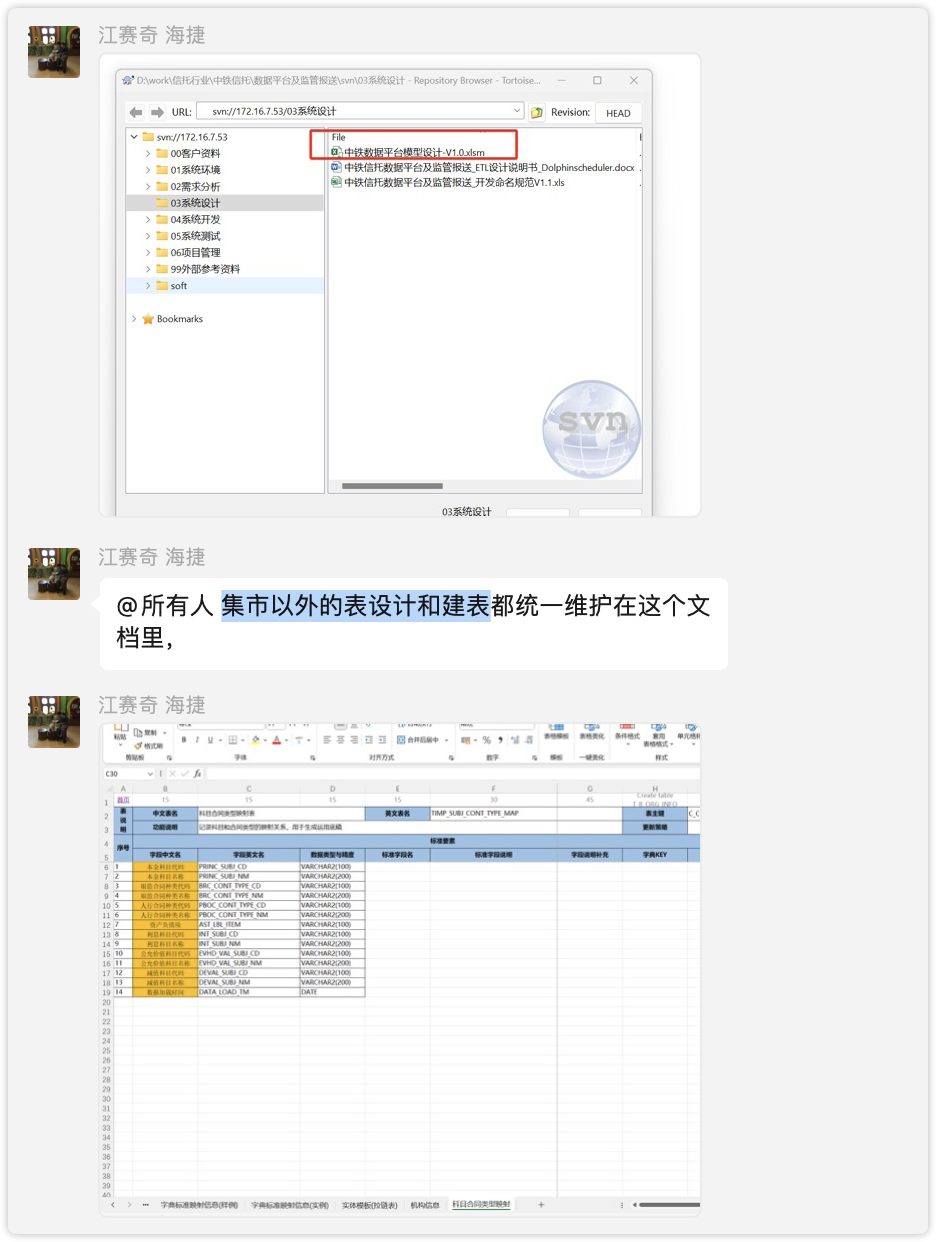 江赛奇 海捷
D:\work\信托行业\中铁信托\数据平台及监管报送\svn\03系统设计 - Repository Browser - Tortoise...
URL: svn://172.16.7.53/03系统设计 Revision: HEAD
svn://172.16.7.53
00客户资料
01系统环境
02需求分析
03系统设计
04系统开发
05系统测试
06项目管理
99外部参考资料
soft
Bookmarks
File
中铁数据平台模型设计-V1.0.xlsm
中铁信托数据平台及监管报送_ETL设计说明书_Dolphinscheduler.docx
中铁信托数据平台及监管报送_开发命名规范V1.1.xls
svn
03系统设计
江赛奇 海捷
@所有人 集市以外的表设计和建表都统一维护在这个文
档里，
江赛奇 海捷
粘贴 复制 B I U 合并后居中 % 表格模板 表格美化 条件格式 套用
格式刷 表格格式 单元格样
剪贴板 字体 对齐方式 数字 模板 一键美化 样式
C30 fx
A B C D E F G H
1 首页 15 15 15 15 30 45 Create table
T_B_ORG_INFO
2 表说明 中文表名 科目合同类型映射表 英文表名 TIMP_SUBJ_CONT_TYPE_MAP 表主键 C_C
3 功能说明 记录科目和合同类型的映射关系，用于生成运用底稿 更新策略
4 序号 标准要素
5 字段中文名 字段英文名 数据类型与精度 标准字段名 标准字段说明 字段说明补充 字典KEY
6 1 本金科目代码 PRINC_SUBJ_CD VARCHAR2(100)
7 2 本金科目名称 PRINC_SUBJ_NM VARCHAR2(200)
8 3 银监合同种类代码 BRC_CONT_TYPE_CD VARCHAR2(100)
9 4 银监合同种类名称 BRC_CONT_TYPE_NM VARCHAR2(200)
10 5 人行合同种类代码 PBOC_CONT_TYPE_CD VARCHAR2(100)
11 6 人行合同种类名称 PBOC_CONT_TYPE_NM VARCHAR2(200)
12 7 资产负债项 AST_LBL_ITEM VARCHAR2(100)
13 8 利息科目代码 INT_SUBJ_CD VARCHAR2(100)
14 9 利息科目名称 INT_SUBJ_NM VARCHAR2(200)
15 10 公允价值科目代码 EVHD_VAL_SUBJ_CD VARCHAR2(100)
16 11 公允价值科目名称 EVHD_VAL_SUBJ_NM VARCHAR2(200)
17 12 减值科目代码 DEVAL_SUBJ_CD VARCHAR2(100)
18 13 减值科目名称 DEVAL_SUBJ_NM VARCHAR2(200)
19 14 数据加载时间 DATA_LOAD_TM DATE
20
21
22
23
24
25
26
27
28
29
30
31
32
33
34
35
36
37
38
39
40
字典标准映射信息(样例) 字典标准映射信息(实例) 实体模板(拉链表) 机构信息 科目合同类型映射 +